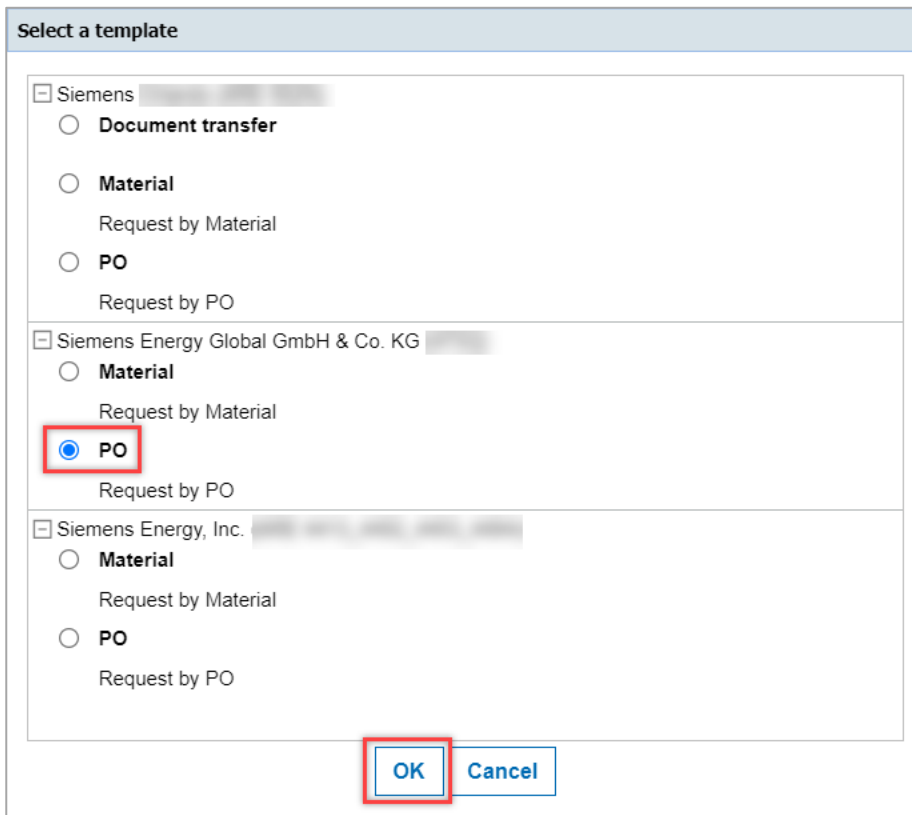 Select a template
Siemens
Document transfer
Material
Request by Material
PO
Request by PO
Siemens Energy Global GmbH & Co. KG
Material
Request by Material
PO
Request by PO
Siemens Energy, Inc.
Material
Request by Material
PO
Request by PO
OK Cancel